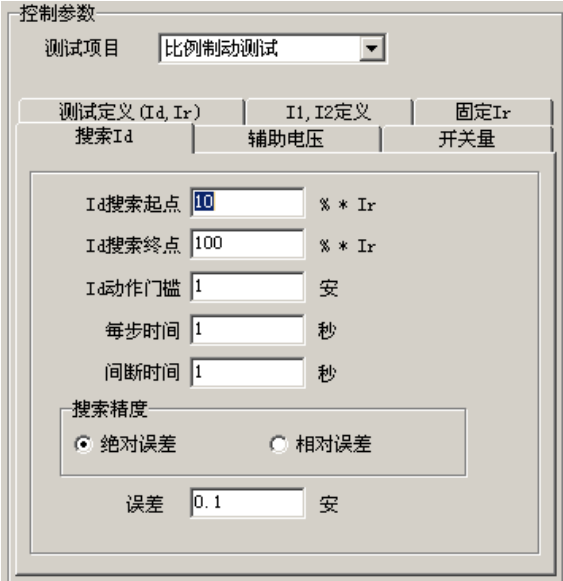 控制参数
测试项目 比例制动测试
测试定义(Id,Ir) I1,I2定义 固定Ir
搜索Id 辅助电压 开关量
Id搜索起点 10 % * Ir
Id搜索终点 100 % * Ir
Id动作门槛 1 安
每步时间 1 秒
间断时间 1 秒
搜索精度
绝对误差 相对误差
误差 0.1 安